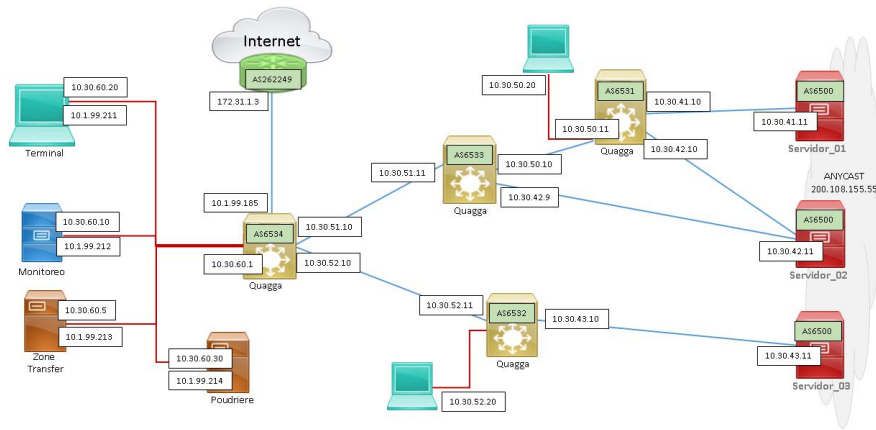 Internet
AS262249
172.31.1.3
10.30.60.20
10.1.99.211
Terminal
10.30.60.10
10.1.99.212
Monitoreo
10.30.60.5
10.1.99.213
Zone
Transfer
10.30.60.30
10.1.99.214
Poudriere
10.1.99.185
AS6534
10.30.51.10
10.30.60.1
10.30.52.10
Quagga
10.30.51.11
AS6533
10.30.50.10
10.30.42.9
Quagga
10.30.50.20
AS6531
10.30.41.10
10.30.50.11
10.30.42.10
Quagga
10.30.52.11
AS6532
10.30.43.10
Quagga
10.30.52.20
AS6500
10.30.41.11
Servidor_01
ANYCAST
200.108.155.55
AS6500
10.30.42.11
Servidor_02
AS6500
10.30.43.11
Servidor_03